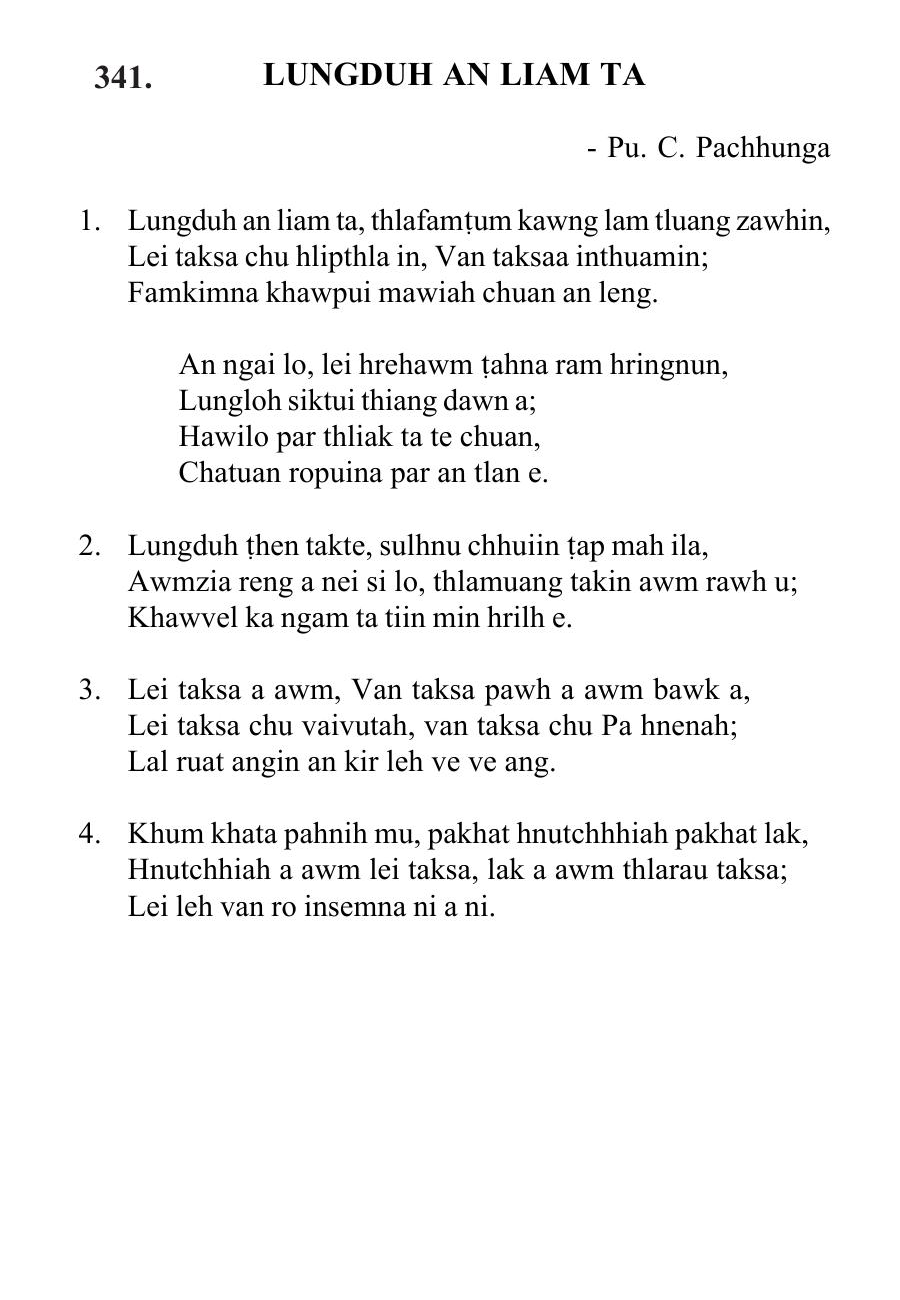 341. LUNGDUH AN LIAM TA
- Pu. C. Pachhunga
1. Lungduh an liam ta, thlafamṭum kawng lam tluang zawhin,
Lei taksa chu hlipthla in, Van taksaa inthuamin;
Famkimna khawpui mawiah chuan an leng.
An ngai lo, lei hrehawm ṭahna ram hringnun,
Lungloh siktui thiang dawn a;
Hawilo par thliak ta te chuan,
Chatuan ropuina par an tlan e.
2. Lungduh ṭhen takte, sulhnu chhuiin ṭap mah ila,
Awmzia reng a nei si lo, thlamuang takin awm rawh u;
Khawvel ka ngam ta tiin min hrilh e.
3. Lei taksa a awm, Van taksa pawh a awm bawk a,
Lei taksa chu vaivutah, van taksa chu Pa hnenah;
Lal ruat angin an kir leh ve ve ang.
4. Khum khata pahnih mu, pakhat hnutchhhiah pakhat lak,
Hnutchhiah a awm lei taksa, lak a awm thlarau taksa;
Lei leh van ro insemna ni a ni.